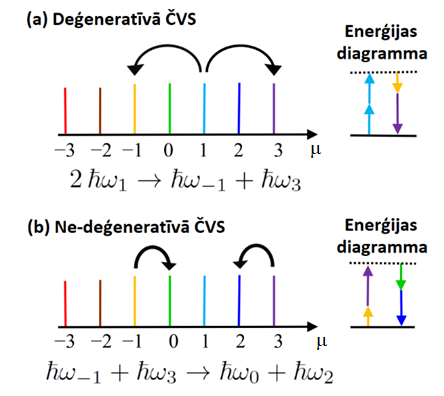 (a) Deģeneratīvā ČVS
Enerģijas
diagramma
−3 −2 −1 0 1 2 3 μ
2 ħω₁ → ħω₋₁ + ħω₃
(b) Ne-deģeneratīvā ČVS
Enerģijas
diagramma
−3 −2 −1 0 1 2 3 μ
ħω₋₁ + ħω₃ → ħω₀ + ħω₂